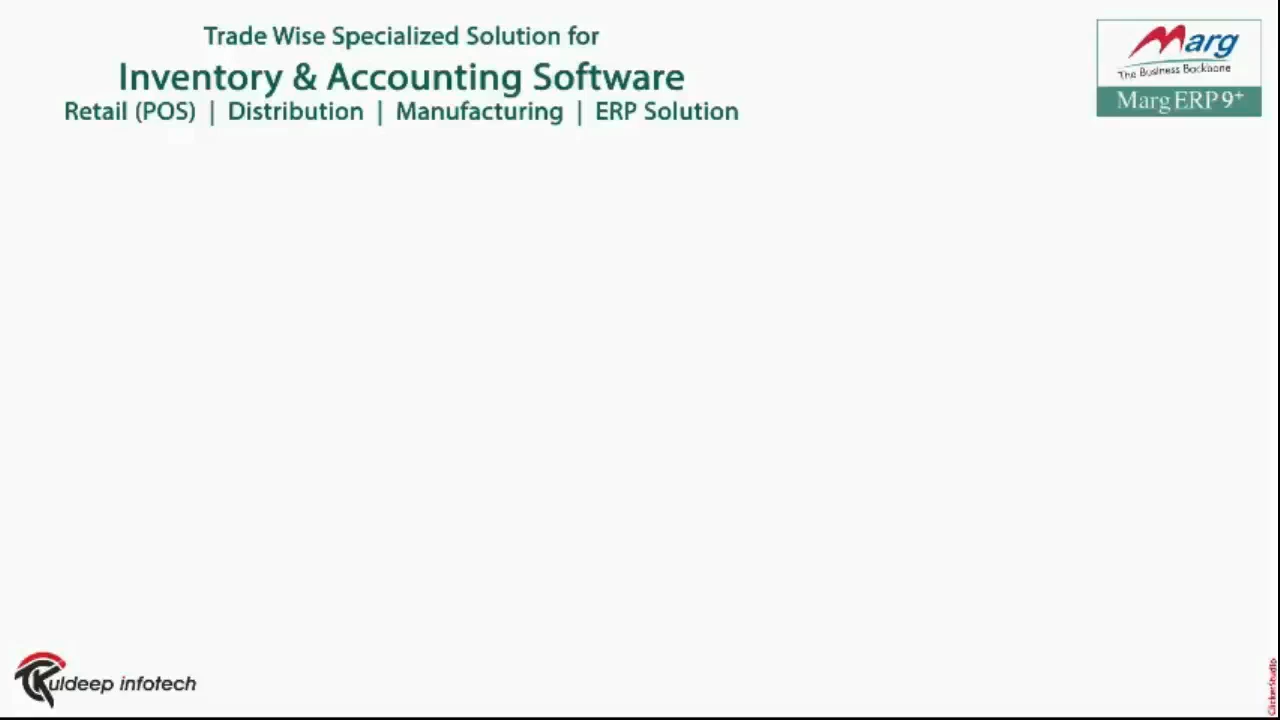 Trade Wise Specialized Solution for
Inventory & Accounting Software
Retail (POS) | Distribution | Manufacturing | ERP Solution
Marg
The Business Backbone
Marg ERP 9+
Kuldeep infotech
ClickerStudio